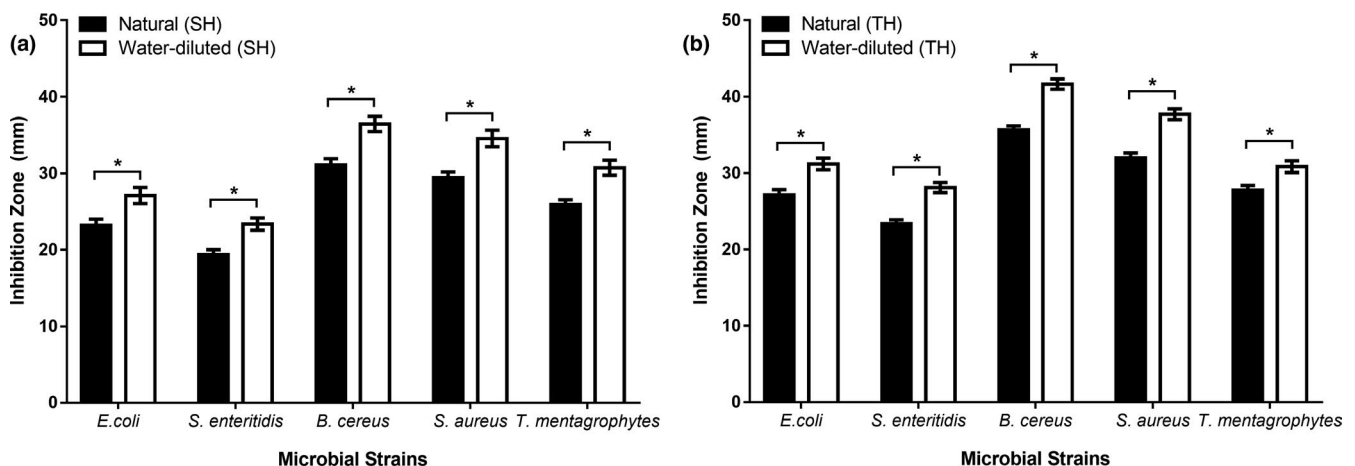 (a)
Natural (SH)
Water-diluted (SH)
Inhibition Zone (mm)
50
40
30
20
10
0
*
*
*
*
*
E.coli
S. enteritidis
B. cereus
S. aureus
T. mentagrophytes
Microbial Strains
(b)
Natural (TH)
Water-diluted (TH)
Inhibition Zone (mm)
50
40
30
20
10
0
*
*
*
*
*
E.coli
S. enteritidis
B. cereus
S. aureus
T. mentagrophytes
Microbial Strains